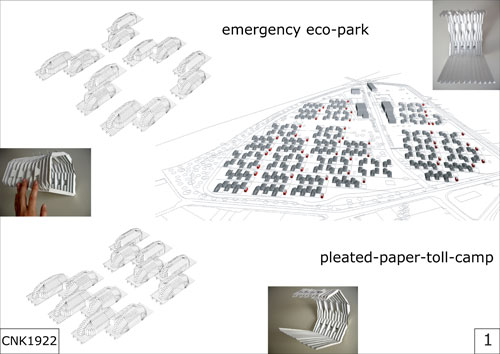 emergency eco-park
pleated-paper-toll-camp
CNK1922
1